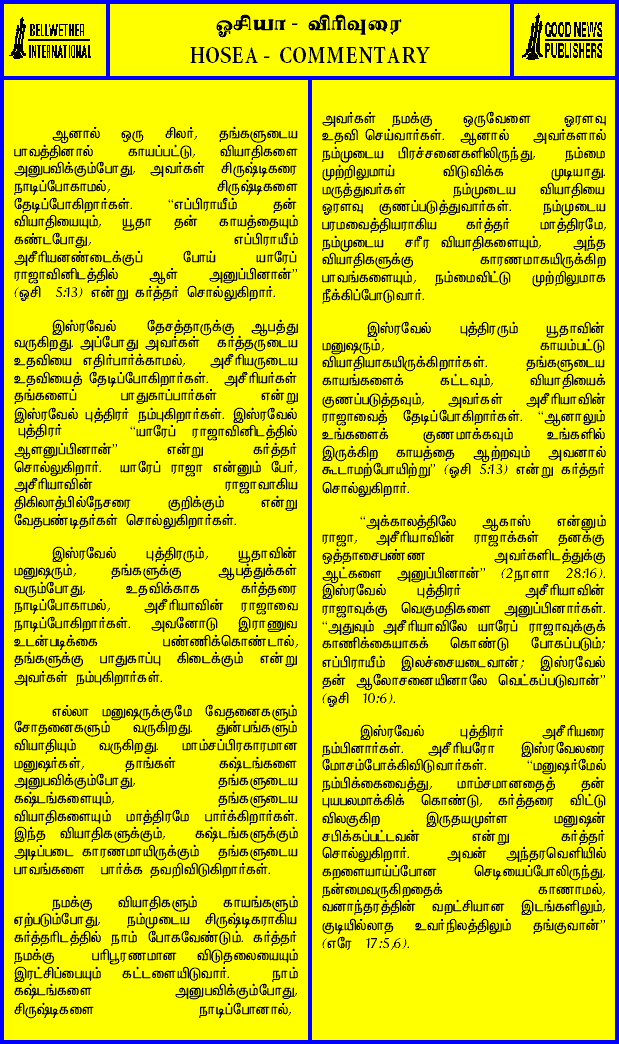 BELLWETHER
INTERNATIONAL
ஓசியா - விரிவுரை
HOSEA - COMMENTARY
GOOD NEWS
PUBLISHERS
ஆனால் ஒரு சிலர், தங்களுடைய
பாவத்தினால் காயப்பட்டு, வியாதிகளை
அனுபவிக்கும்போது, அவர்கள் சிருஷ்டிகரை
நாடிப்போகாமல், சிருஷ்டிகளை
தேடிப்போகிறார்கள். “எப்பிராயீம் தன்
வியாதியையும், யூதா தன் காயத்தையும்
கண்டபோது, எப்பிராயீம்
அசீரியனண்டைக்குப் போய் யாரேப்
ராஜாவினிடத்தில் ஆள் அனுப்பினான்”
(ஓசி 5:13) என்று கர்த்தர் சொல்லுகிறார்.
இஸ்ரவேல் தேசத்தாருக்கு ஆபத்து
வருகிறது. அப்போது அவர்கள் கர்த்தருடைய
உதவியை எதிர்பார்க்காமல், அசீரியருடைய
உதவியைத் தேடிப்போகிறார்கள். அசீரியர்கள்
தங்களைப் பாதுகாப்பார்கள் என்று
இஸ்ரவேல் புத்திரர் நம்புகிறார்கள். இஸ்ரவேல்
புத்திரர் “யாரேப் ராஜாவினிடத்தில்
ஆளனுப்பினான்” என்று கர்த்தர்
சொல்லுகிறார். யாரேப் ராஜா என்னும் பேர்,
அசீரியாவின் ராஜாவாகிய
திகிலாத்பில்நேசரை குறிக்கும் என்று
வேதபண்டிதர்கள் சொல்லுகிறார்கள்.
இஸ்ரவேல் புத்திரரும், யூதாவின்
மனுஷரும், தங்களுக்கு ஆபத்துக்கள்
வரும்போது, உதவிக்காக கர்த்தரை
நாடிப்போகாமல், அசீரியாவின் ராஜாவை
நாடிப்போகிறார்கள். அவனோடு இராணுவ
உடன்படிக்கை பண்ணிக்கொண்டால்,
தங்களுக்கு பாதுகாப்பு கிடைக்கும் என்று
அவர்கள் நம்புகிறார்கள்.
எல்லா மனுஷருக்குமே வேதனைகளும்
சோதனைகளும் வருகிறது. துன்பங்களும்
வியாதியும் வருகிறது. மாம்சப்பிரகாரமான
மனுஷர்கள், தாங்கள் கஷ்டங்களை
அனுபவிக்கும்போது, தங்களுடைய
கஷ்டங்களையும், தங்களுடைய
வியாதிகளையும் மாத்திரமே பார்க்கிறார்கள்.
இந்த வியாதிகளுக்கும், கஷ்டங்களுக்கும்
அடிப்படை காரணமாயிருக்கும் தங்களுடைய
பாவங்களை பார்க்க தவறிவிடுகிறார்கள்.
நமக்கு வியாதிகளும் காயங்களும்
ஏற்படும்போது, நம்முடைய சிருஷ்டிகராகிய
கர்த்தரிடத்தில் நாம் போகவேண்டும். கர்த்தர்
நமக்கு பரிபூரணமான விடுதலையையும்
இரட்சிப்பையும் கட்டளையிடுவார். நாம்
கஷ்டங்களை அனுபவிக்கும்போது,
சிருஷ்டிகளை நாடிப்போனால்,
அவர்கள் நமக்கு ஒருவேளை ஓரளவு
உதவி செய்வார்கள். ஆனால் அவர்களால்
நம்முடைய பிரச்சனைகளிலிருந்து, நம்மை
முற்றிலுமாய் விடுவிக்க முடியாது.
மருத்துவர்கள் நம்முடைய வியாதியை
ஓரளவு குணப்படுத்துவார்கள். நம்முடைய
பரமவைத்தியராகிய கர்த்தர் மாத்திரமே,
நம்முடைய சரீர வியாதிகளையும், அந்த
வியாதிகளுக்கு காரணமாகயிருக்கிற
பாவங்களையும், நம்மைவிட்டு முற்றிலுமாக
நீக்கிப்போடுவார்.
இஸ்ரவேல் புத்திரரும் யூதாவின்
மனுஷரும், காயம்பட்டு
வியாதியாகயிருக்கிறார்கள். தங்களுடைய
காயங்களைக் கட்டவும், வியாதியைக்
குணப்படுத்தவும், அவர்கள் அசீரியாவின்
ராஜாவைத் தேடிப்போகிறார்கள். “ஆனாலும்
உங்களைக் குணமாக்கவும் உங்களில்
இருக்கிற காயத்தை ஆற்றவும் அவனால்
கூடாமற்போயிற்று” (ஓசி 5:13) என்று கர்த்தர்
சொல்லுகிறார்.
“அக்காலத்திலே ஆகாஸ் என்னும்
ராஜா, அசீரியாவின் ராஜாக்கள் தனக்கு
ஒத்தாசைபண்ண அவர்களிடத்துக்கு
ஆட்களை அனுப்பினான்” (2நாளா 28:16).
இஸ்ரவேல் புத்திரர் அசீரியாவின்
ராஜாவுக்கு வெகுமதிகளை அனுப்பினார்கள்.
“அதுவும் அசீரியாவிலே யாரேப் ராஜாவுக்குக்
காணிக்கையாகக் கொண்டு போகப்படும்;
எப்பிராயீம் இலச்சையடைவான்; இஸ்ரவேல்
தன் ஆலோசனையினாலே வெட்கப்படுவான்”
(ஓசி 10:6).
இஸ்ரவேல் புத்திரர் அசீரியரை
நம்பினார்கள். அசீரியரோ இஸ்ரவேலரை
மோசம்போக்கிவிடுவார்கள். “மனுஷர்மேல்
நம்பிக்கைவைத்து, மாம்சமானதைத் தன்
புயபலமாக்கிக் கொண்டு, கர்த்தரை விட்டு
விலகுகிற இருதயமுள்ள மனுஷன்
சபிக்கப்பட்டவன் என்று கர்த்தர்
சொல்லுகிறார். அவன் அந்தரவெளியில்
கறளையாய்ப்போன செடியைப்போலிருந்து,
நன்மைவருகிறதைக் காணாமல்,
வனாந்தரத்தின் வறட்சியான இடங்களிலும்,
குடியில்லாத உவர்நிலத்திலும் தங்குவான்”
(எரே 17:5,6).